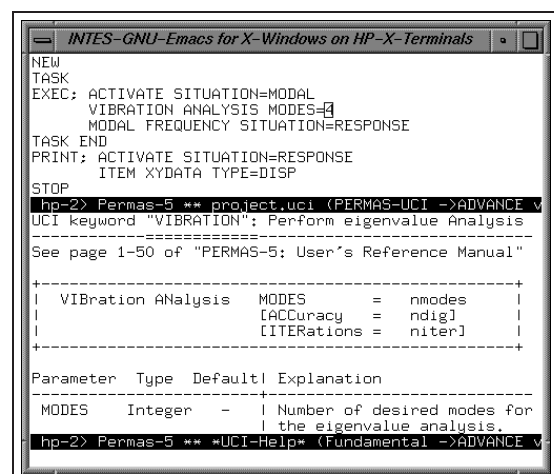 INTES-GNU-Emacs for X-Windows on HP-X-Terminals
NEW
TASK
EXEC; ACTIVATE SITUATION=MODAL
VIBRATION ANALYSIS MODES=4
MODAL FREQUENCY SITUATION=RESPONSE
TASK END
PRINT; ACTIVATE SITUATION=RESPONSE
ITEM XYDATA TYPE=DISP
STOP
hp-2> Permas-5 ** project.uci (PERMAS-UCI ->ADVANCE v
UCI keyword "VIBRATION": Perform eigenvalue Analysis
------------===========-----------------------------
See page 1-50 of "PERMAS-5: User's Reference Manual"
+--------------------------------------------------+
| VIBration ANalysis MODES = nmodes |
| [ACCuracy = ndig] |
| [ITERations = niter] |
+--------------------------------------------------+
Parameter Type Default| Explanation
----------------------+-----------------------------
MODES Integer - | Number of desired modes for
| the eigenvalue analysis.
hp-2> Permas-5 ** *UCI-Help* (Fundamental ->ADVANCE v-